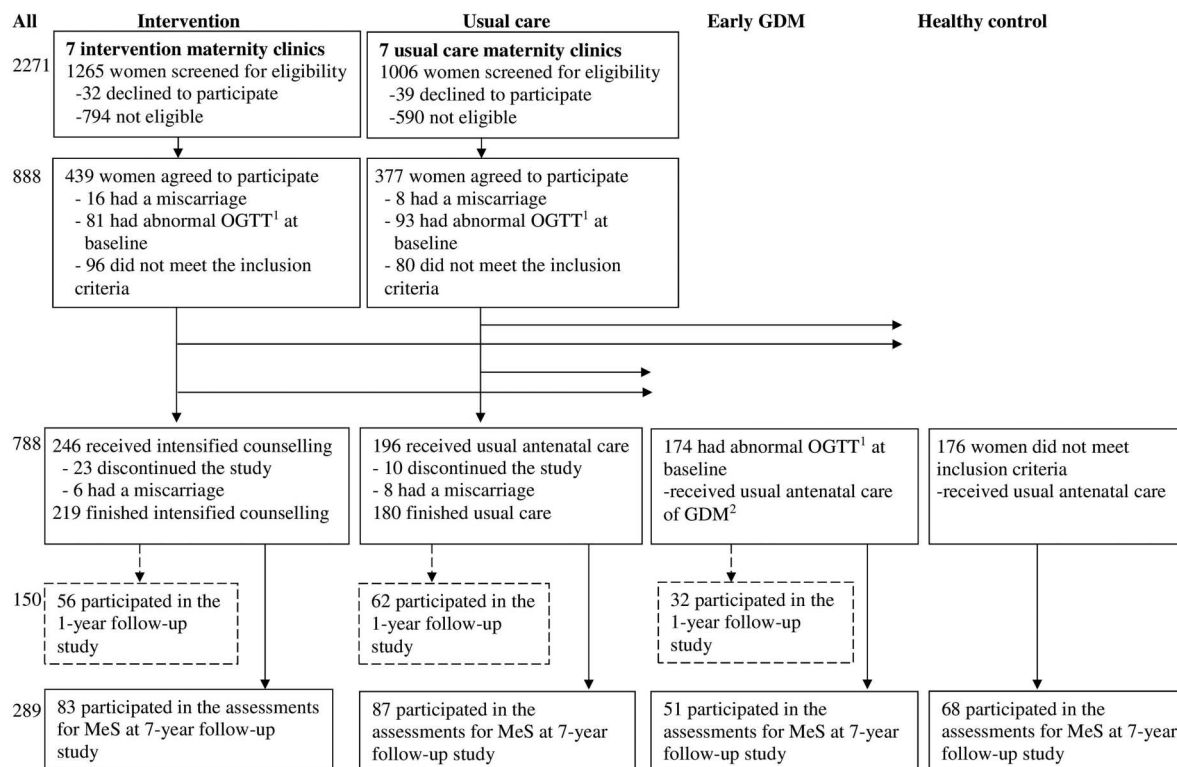 All Intervention Usual care Early GDM Healthy control
2271
7 intervention maternity clinics
1265 women screened for eligibility
-32 declined to participate
-794 not eligible
7 usual care maternity clinics
1006 women screened for eligibility
-39 declined to participate
-590 not eligible
888
439 women agreed to participate
- 16 had a miscarriage
- 81 had abnormal OGTT¹ at
baseline
- 96 did not meet the inclusion
criteria
377 women agreed to participate
- 8 had a miscarriage
- 93 had abnormal OGTT¹ at
baseline
- 80 did not meet the inclusion
criteria
788
246 received intensified counselling
- 23 discontinued the study
- 6 had a miscarriage
219 finished intensified counselling
196 received usual antenatal care
- 10 discontinued the study
- 8 had a miscarriage
180 finished usual care
174 had abnormal OGTT¹ at
baseline
-received usual antenatal care
of GDM²
176 women did not meet
inclusion criteria
-received usual antenatal care
150
56 participated in the
1-year follow-up
study
62 participated in the
1-year follow-up
study
32 participated in the
1-year follow-up
study
289
83 participated in the assessments
for MeS at 7-year follow-up
study
87 participated in the
assessments for MeS at 7-year
follow-up study
51 participated in the
assessments for MeS at 7-year
follow-up study
68 participated in the
assessments for MeS at 7-year
follow-up study